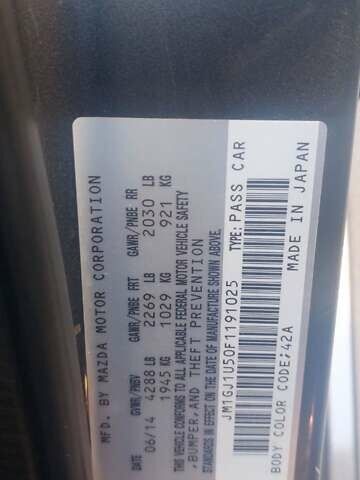 MFD. BY MAZDA MOTOR CORPORATION
GVWR/PNBV GAWR/PNBE FRT GAWR/PNBE RR
06/14 4288 LB 2269 LB 2030 LB
1945 KG 1029 KG 921 KG
THIS VEHICLE CONFORMS TO ALL APPLICABLE FEDERAL MOTOR VEHICLE SAFETY
,BUMPER,AND THEFT PREVENTION
STANDARDS IN EFFECT ON THE DATE OF MANUFACTURE SHOWN ABOVE.
JM1GJ1U50F1191025 TYPE: PASS CAR
BODY COLOR CODE;42A MADE IN JAPAN